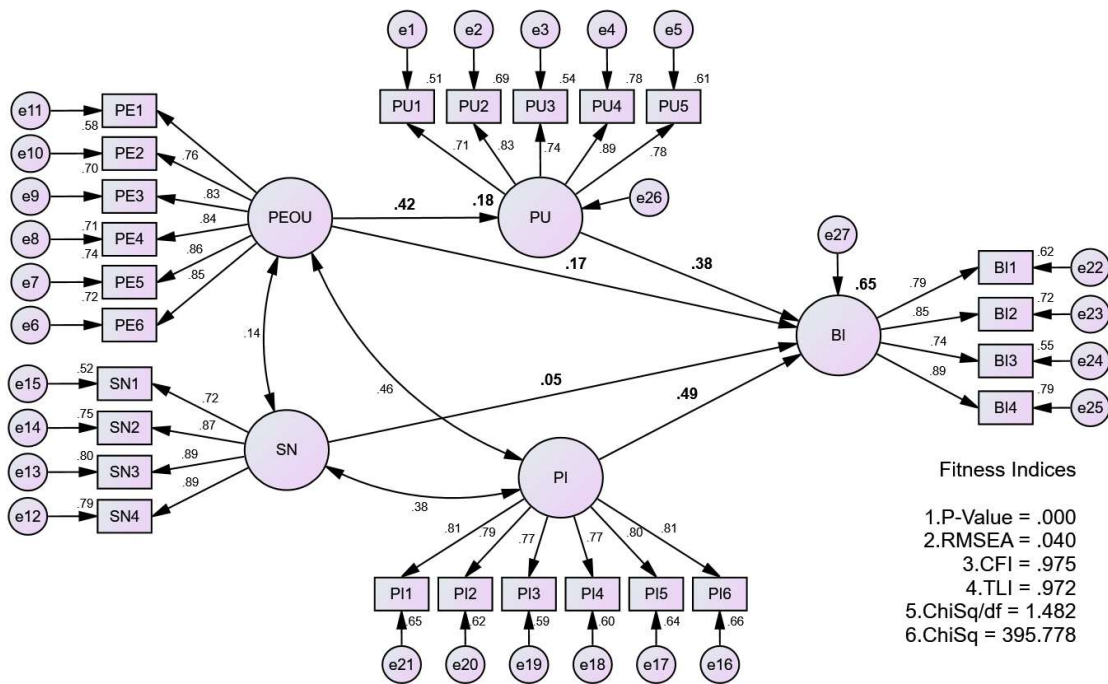 e1
e2
e3
e4
e5
.51
.69
.54
.78
.61
PU1
PU2
PU3
PU4
PU5
.71
.83
.74
.89
.78
e11
PE1
.58
e10
PE2
.76
.70
e9
PE3
.83
e8
.71
PE4
.84
.74
e7
PE5
.86
.72
e6
PE6
.85
PEOU
.42
.18
PU
e26
e27
.17
.38
.65
BI
.79
BI1
.62
e22
.85
BI2
.72
e23
.74
BI3
.55
e24
.89
BI4
.79
e25
.14
.46
.05
.49
e15
.52
SN1
.72
e14
.75
SN2
.87
e13
.80
SN3
.89
e12
.79
SN4
.89
SN
.38
PI
.81
.79
.77
.77
.80
.81
PI1
PI2
PI3
PI4
PI5
PI6
.65
.62
.59
.60
.64
.66
e21
e20
e19
e18
e17
e16
Fitness Indices
1.P-Value = .000
2.RMSEA = .040
3.CFI = .975
4.TLI = .972
5.ChiSq/df = 1.482
6.ChiSq = 395.778